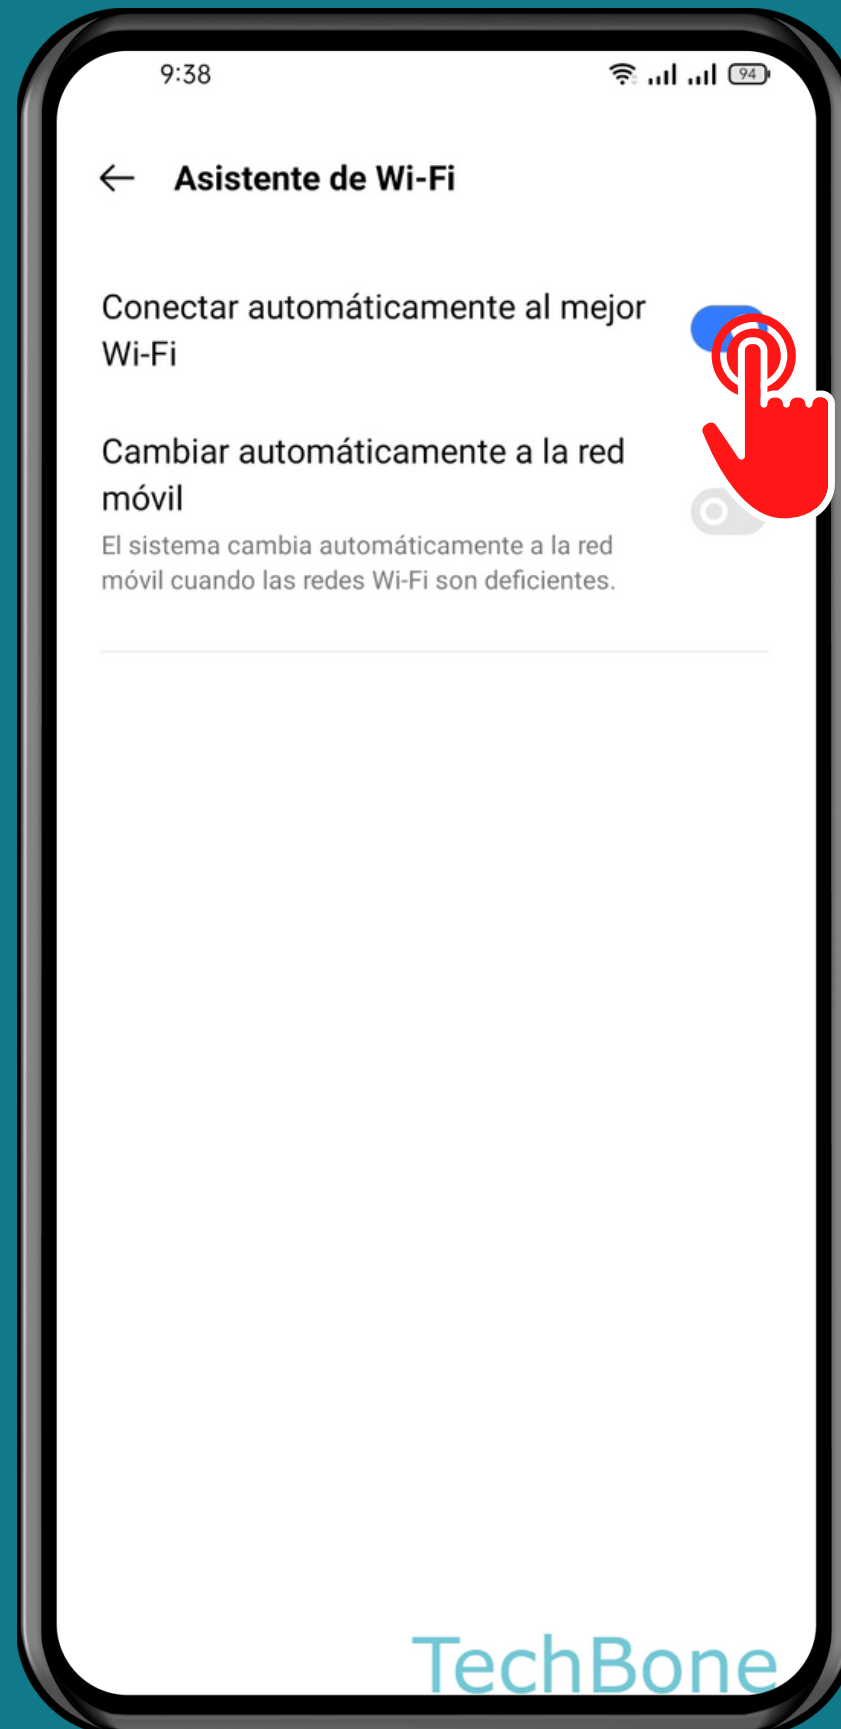 9:38
94
Asistente de Wi-Fi
Conectar automáticamente al mejor
Wi-Fi
Cambiar automáticamente a la red
móvil
El sistema cambia automáticamente a la red
móvil cuando las redes Wi-Fi son deficientes.
TechBone